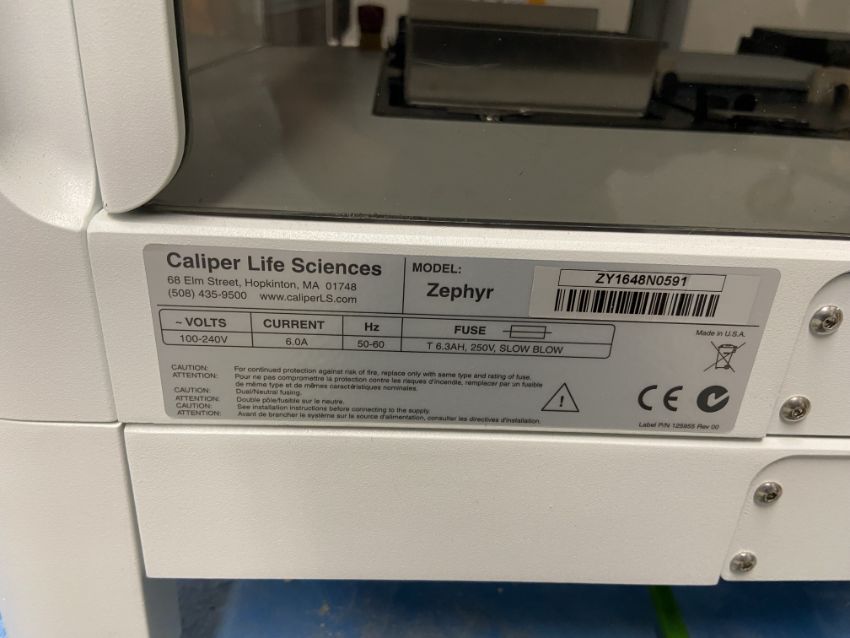 Caliper Life Sciences
68 Elm Street, Hopkinton, MA 01748
(508) 435-9500 www.caliperLS.com
MODEL:
Zephyr
ZY1648N0591
~ VOLTS CURRENT Hz FUSE
100-240V 6.0A 50-60 T 6.3AH, 250V, SLOW BLOW
Made in U.S.A.
CAUTION: For continued protection against risk of fire, replace only with same type and rating of fuse.
ATTENTION: Pour ne pas compromettre la protection contre les risques d'incendie, remplacer par un fusible
de même type et de mêmes caractéristiques nominales.
CAUTION: Dual/Neutral fusing.
ATTENTION: Double pôle/fusible sur le neutre.
CAUTION: See installation instructions before connecting to the supply.
ATTENTION: Avant de brancher le système sur la source d'alimentation, consulter les directives d'installation.
!
CE
Label P/N 125955 Rev 00